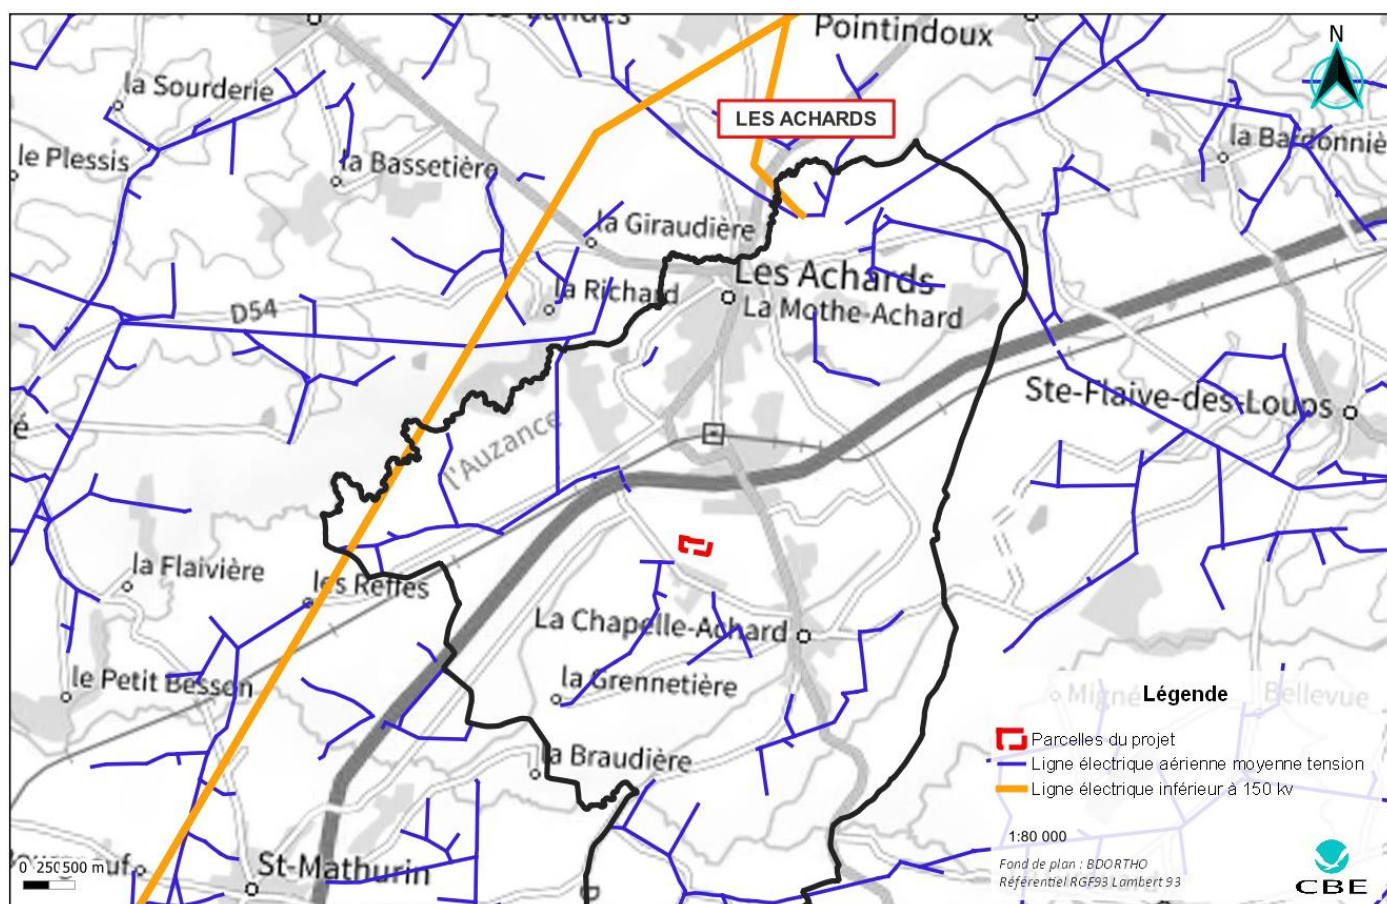 Pointindoux
N
la Sourderie
LES ACHARDS
le Plessis
la Bassetière
la Giraudière
la Richard
Les Achards
La Mothe-Achard
D54
Ste-Flaive-des-Loups
é
l'Auzance
la Flaivière
les Reffes
La Chapelle-Achard
le Petit Besson
la Grennetière
la Braudière
St-Mathurin
Migné
Bellevue
Légende
Parcelles du projet
Ligne électrique aérienne moyenne tension
Ligne électrique inférieur à 150 kv
1:80 000
Fond de plan : BDORTHO
Référentiel RGF93 Lambert 93
0 250 500 m
CBE